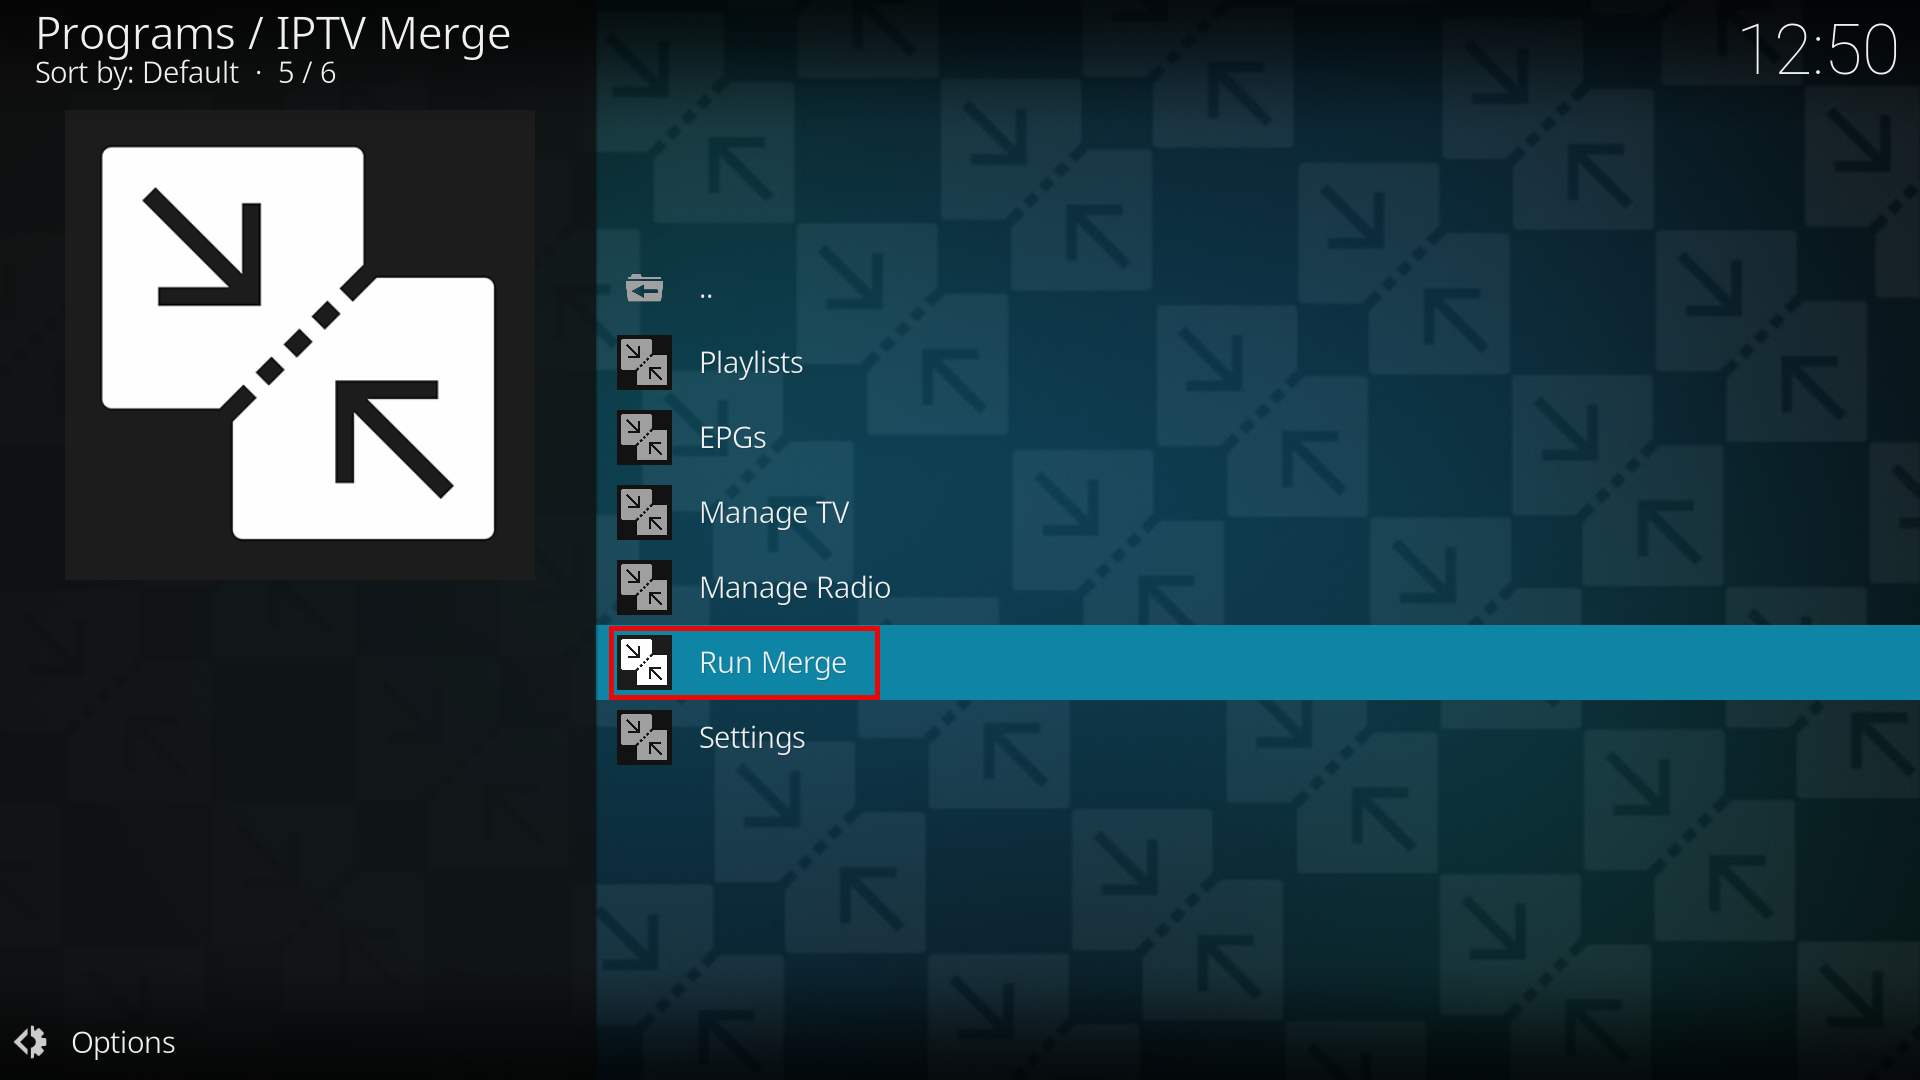 Programs / IPTV Merge
Sort by: Default · 5 / 6
12:50
..
Playlists
EPGs
Manage TV
Manage Radio
Run Merge
Settings
Options